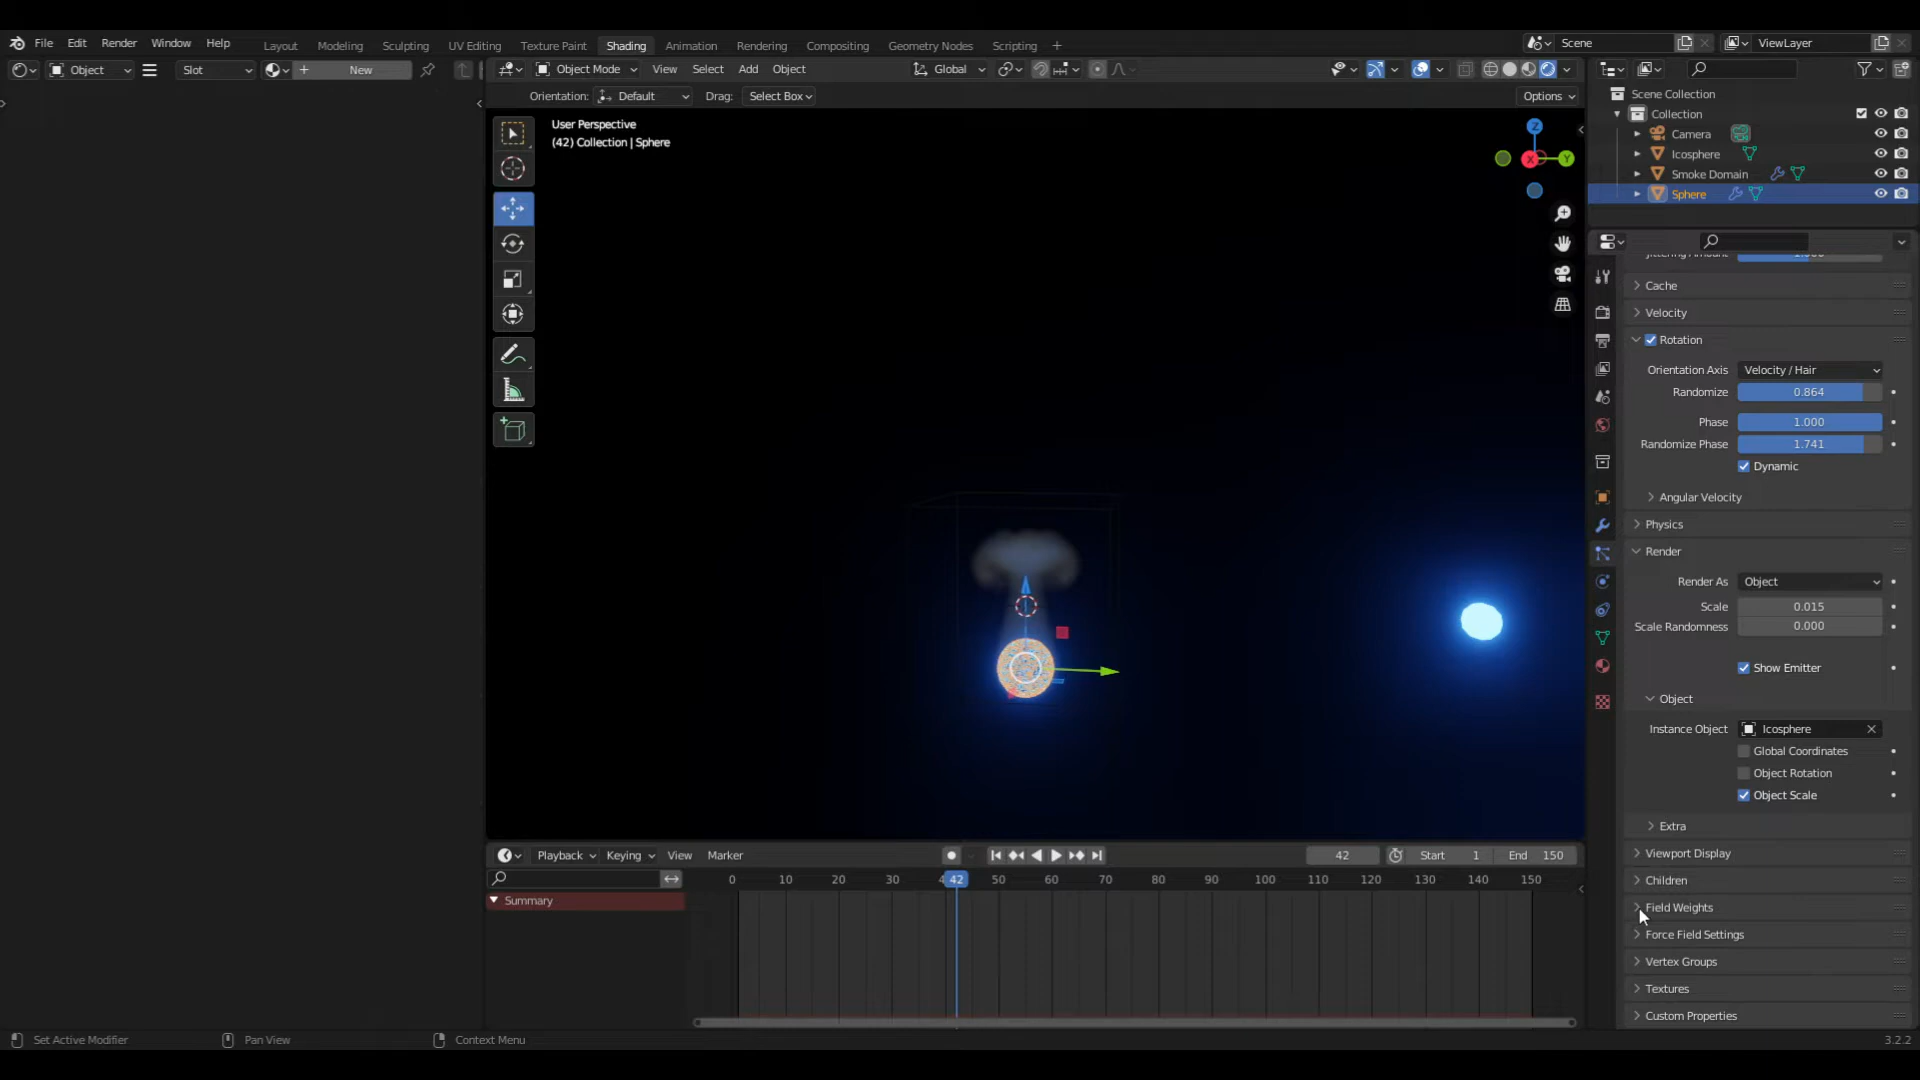 File Edit Render Window Help Layout Modeling Sculpting UV Editing Texture Paint Shading Animation Rendering Compositing Geometry Nodes Scripting + Scene ViewLayer
Object Slot + New Object Mode View Select Add Object Global
Orientation: Default Drag: Select Box Options
User Perspective
(42) Collection | Sphere
Z
Y
X
Scene Collection
Collection
Camera
Icosphere
Smoke Domain
Sphere
Cache
Velocity
Rotation
Orientation Axis Velocity / Hair
Randomize 0.864
Phase 1.000
Randomize Phase 1.741
Dynamic
Angular Velocity
Physics
Render
Render As Object
Scale 0.015
Scale Randomness 0.000
Show Emitter
Object
Instance Object Icosphere
Global Coordinates
Object Rotation
Object Scale
Extra
Viewport Display
Children
Field Weights
Force Field Settings
Vertex Groups
Textures
Custom Properties
Playback Keying View Marker 42 Start 1 End 150
0 10 20 30 42 50 60 70 80 90 100 110 120 130 140 150
Summary
Set Active Modifier Pan View Context Menu 3.2.2